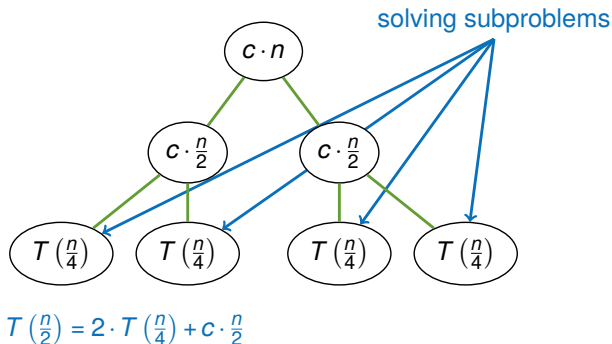 solving subproblems
c · n
c · n/2 c · n/2
T (n/4) T (n/4) T (n/4) T (n/4)
T (n/2) = 2 · T (n/4) + c · n/2